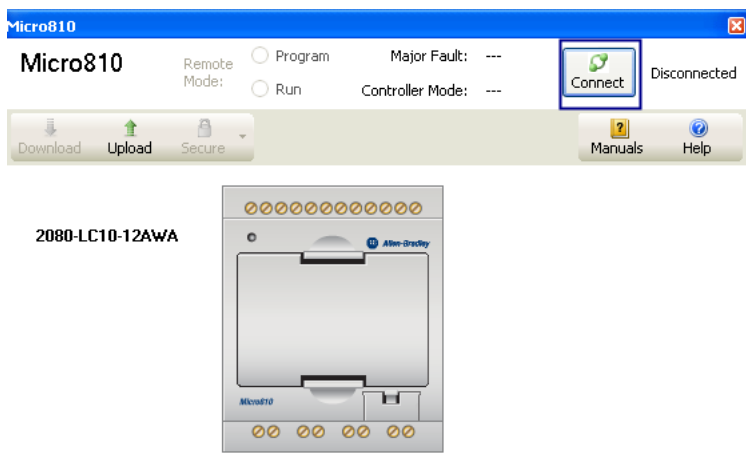 Micro810
Micro810
Remote Mode:
Program
Run
Major Fault: ---
Controller Mode: ---
Connect
Disconnected
Download
Upload
Secure
Manuals
Help
2080-LC10-12AWA
Allen-Bradley
Micro810